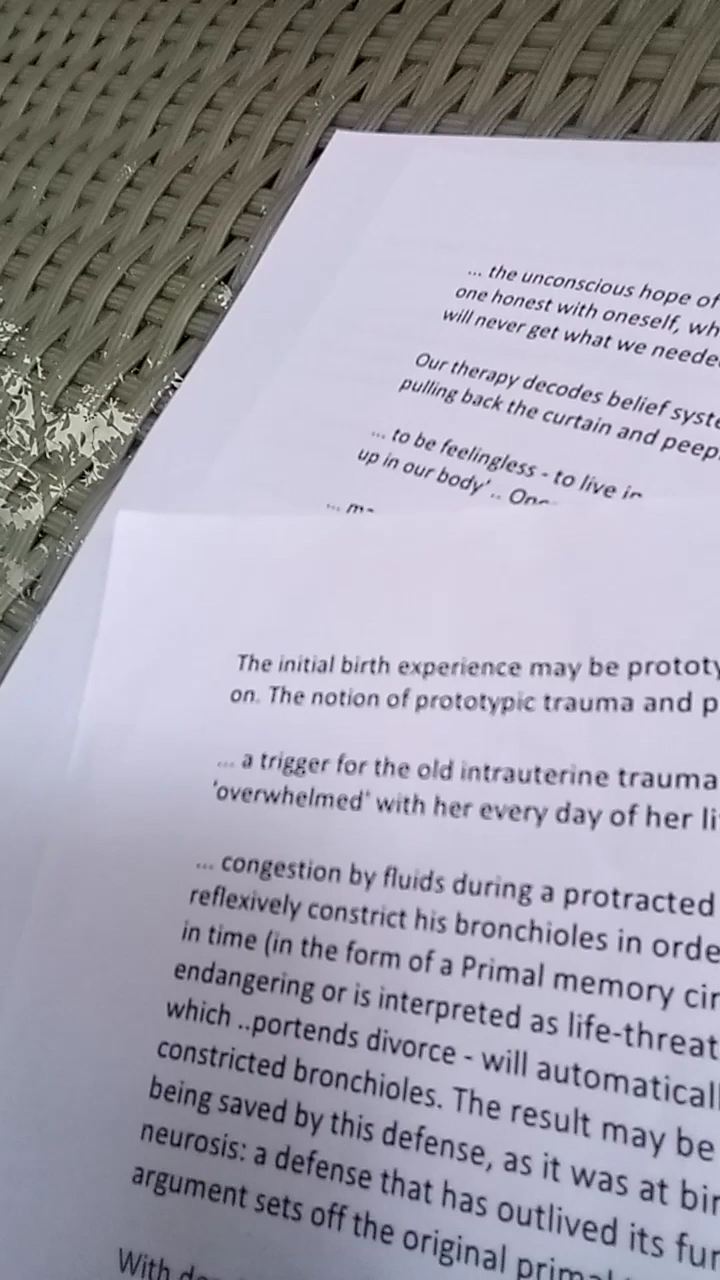 ... the unconscious hope of
one honest with oneself, wh
will never get what we neede
Our therapy decodes belief syste
pulling back the curtain and peep
... to be feelingless - to live in
up in our body' .. One
...
The initial birth experience may be prototy
on. The notion of prototypic trauma and p
... a trigger for the old intrauterine trauma
'overwhelmed' with her every day of her li
... congestion by fluids during a protracted
reflexively constrict his bronchioles in orde
in time (in the form of a Primal memory cir
endangering or is interpreted as life-threat
which ..portends divorce - will automaticall
constricted bronchioles. The result may be
being saved by this defense, as it was at bir
neurosis: a defense that has outlived its fun
argument sets off the original primal
With